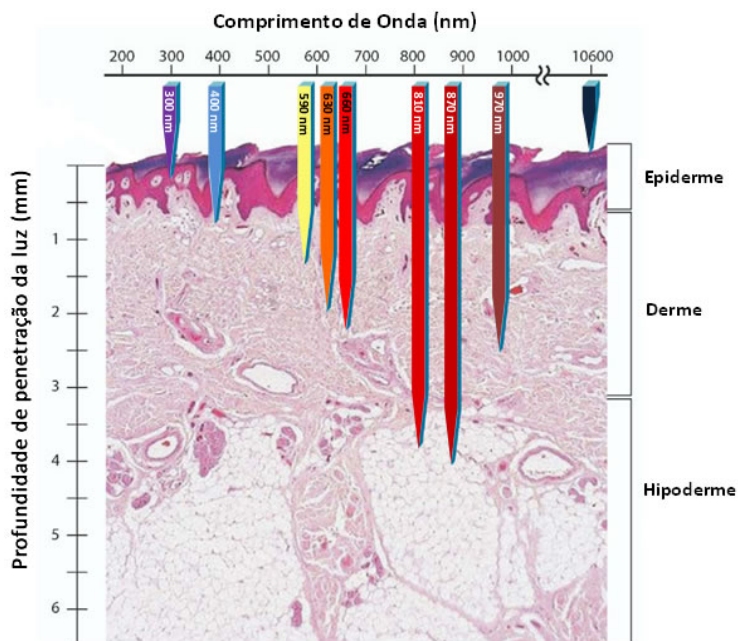 Comprimento de Onda (nm)
200 300 400 500 600 700 800 900 1000 10600
300 nm
400 nm
590 nm
630 nm
660 nm
810 nm
870 nm
970 nm
Profundidade de penetração da luz (mm)
1
2
3
4
5
6
Epiderme
Derme
Hipoderme